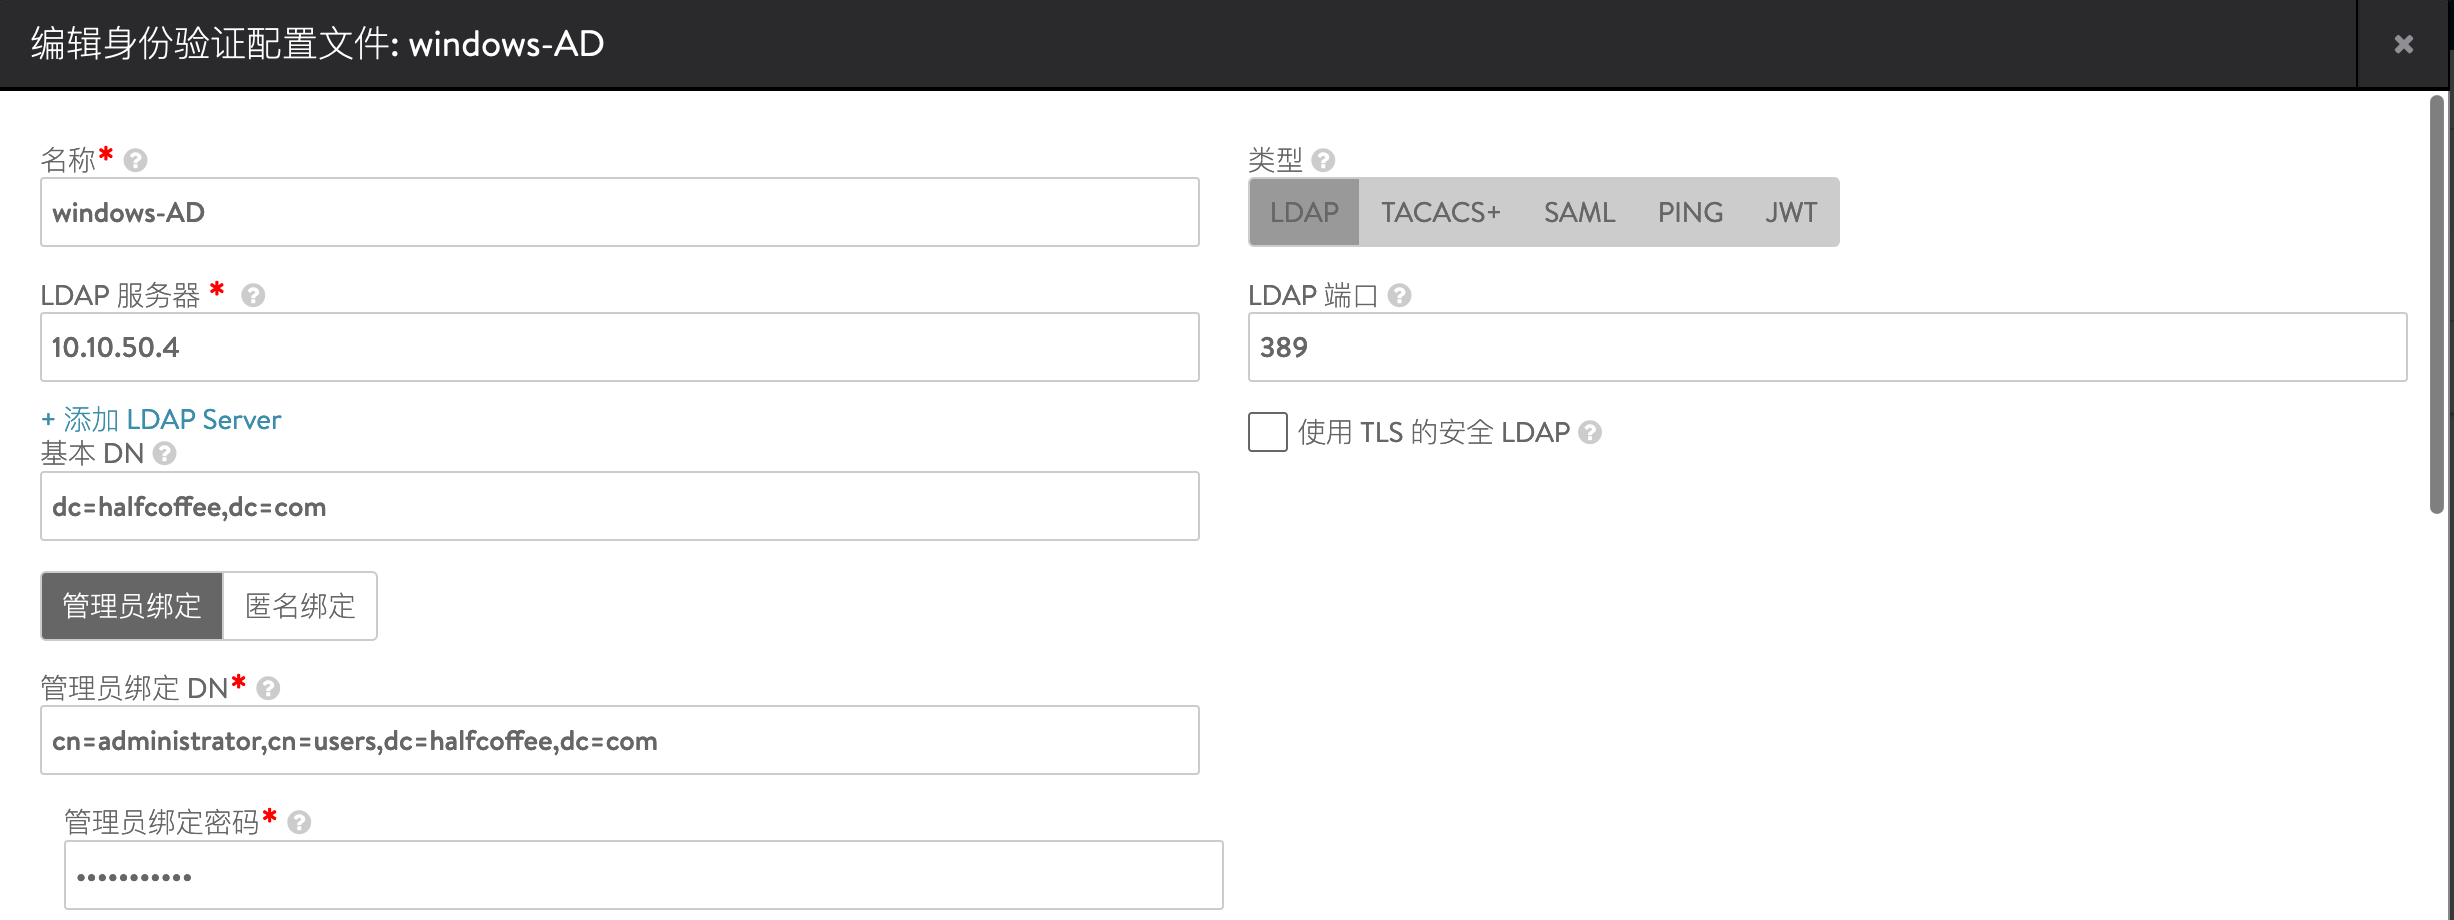 编辑身份验证配置文件: windows-AD
名称*
windows-AD
类型
LDAP TACACS+ SAML PING JWT
LDAP 服务器 *
10.10.50.4
LDAP 端口
389
+ 添加 LDAP Server
使用 TLS 的安全 LDAP
基本 DN
dc=halfcoffee,dc=com
管理员绑定 匿名绑定
管理员绑定 DN*
cn=administrator,cn=users,dc=halfcoffee,dc=com
管理员绑定密码*
•••••••••••